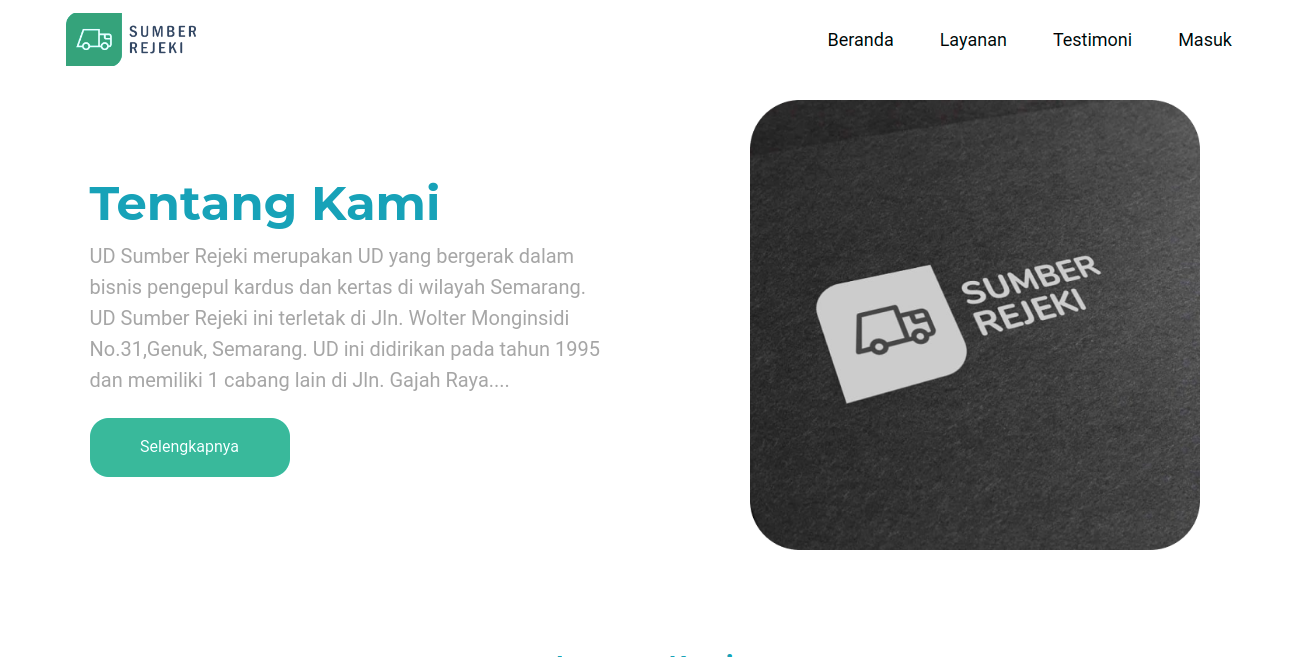 SUMBER
REJEKI
Beranda Layanan Testimoni Masuk
Tentang Kami
UD Sumber Rejeki merupakan UD yang bergerak dalam
bisnis pengepul kardus dan kertas di wilayah Semarang.
UD Sumber Rejeki ini terletak di Jln. Wolter Monginsidi
No.31,Genuk, Semarang. UD ini didirikan pada tahun 1995
dan memiliki 1 cabang lain di Jln. Gajah Raya....
Selengkapnya
SUMBER
REJEKI